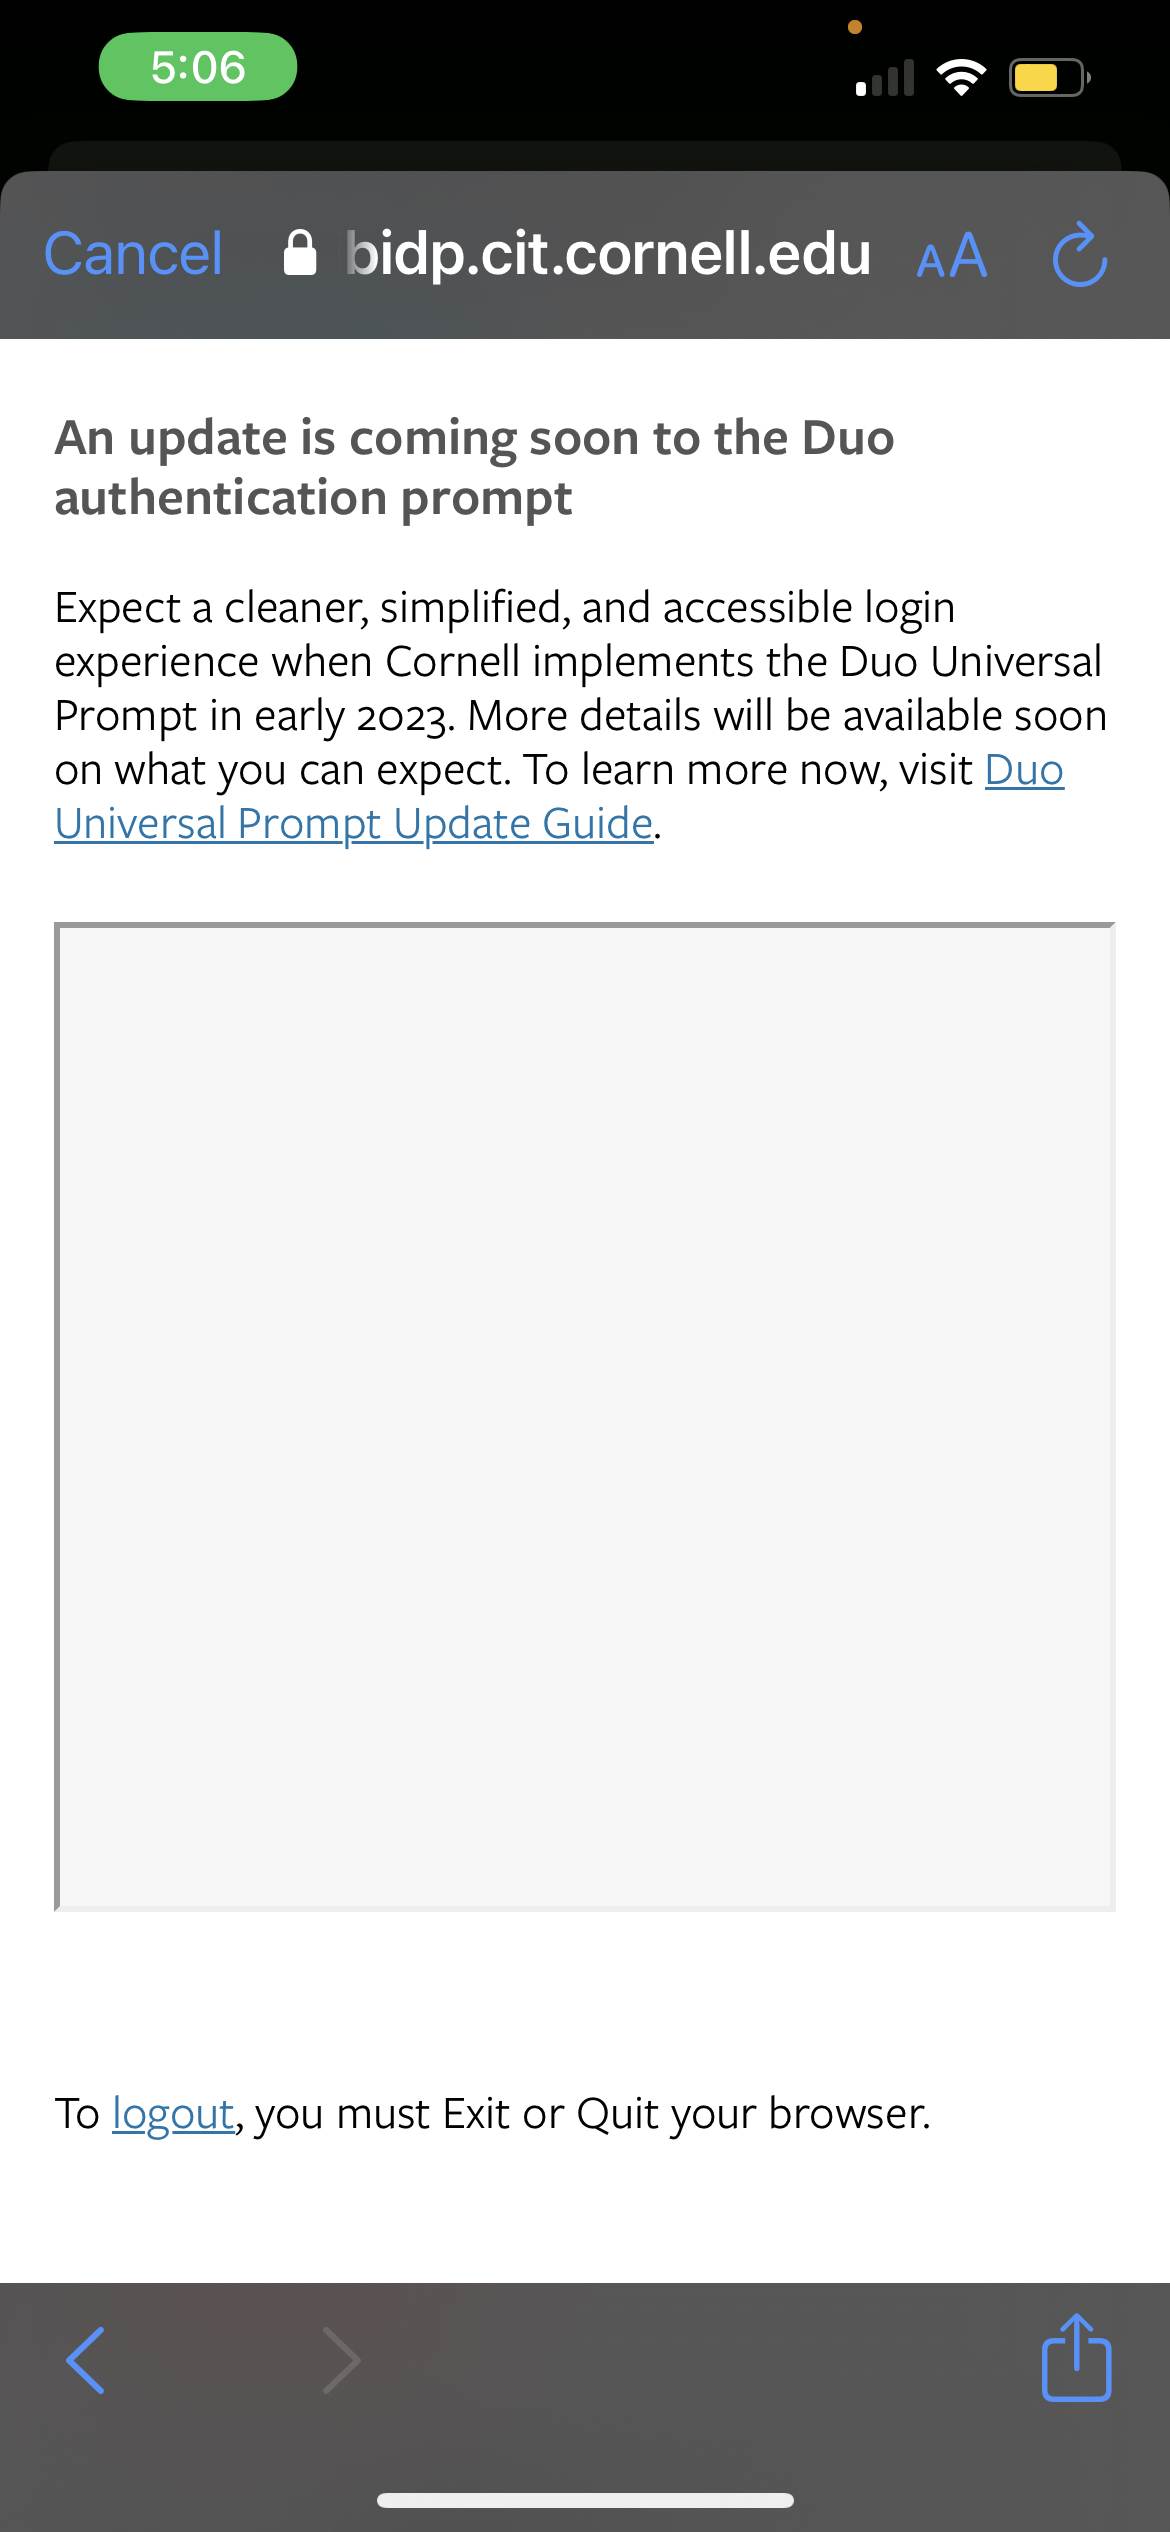 5:06
Cancel bidp.cit.cornell.edu AA
An update is coming soon to the Duo
authentication prompt
Expect a cleaner, simplified, and accessible login
experience when Cornell implements the Duo Universal
Prompt in early 2023. More details will be available soon
on what you can expect. To learn more now, visit Duo
Universal Prompt Update Guide.
To logout, you must Exit or Quit your browser.